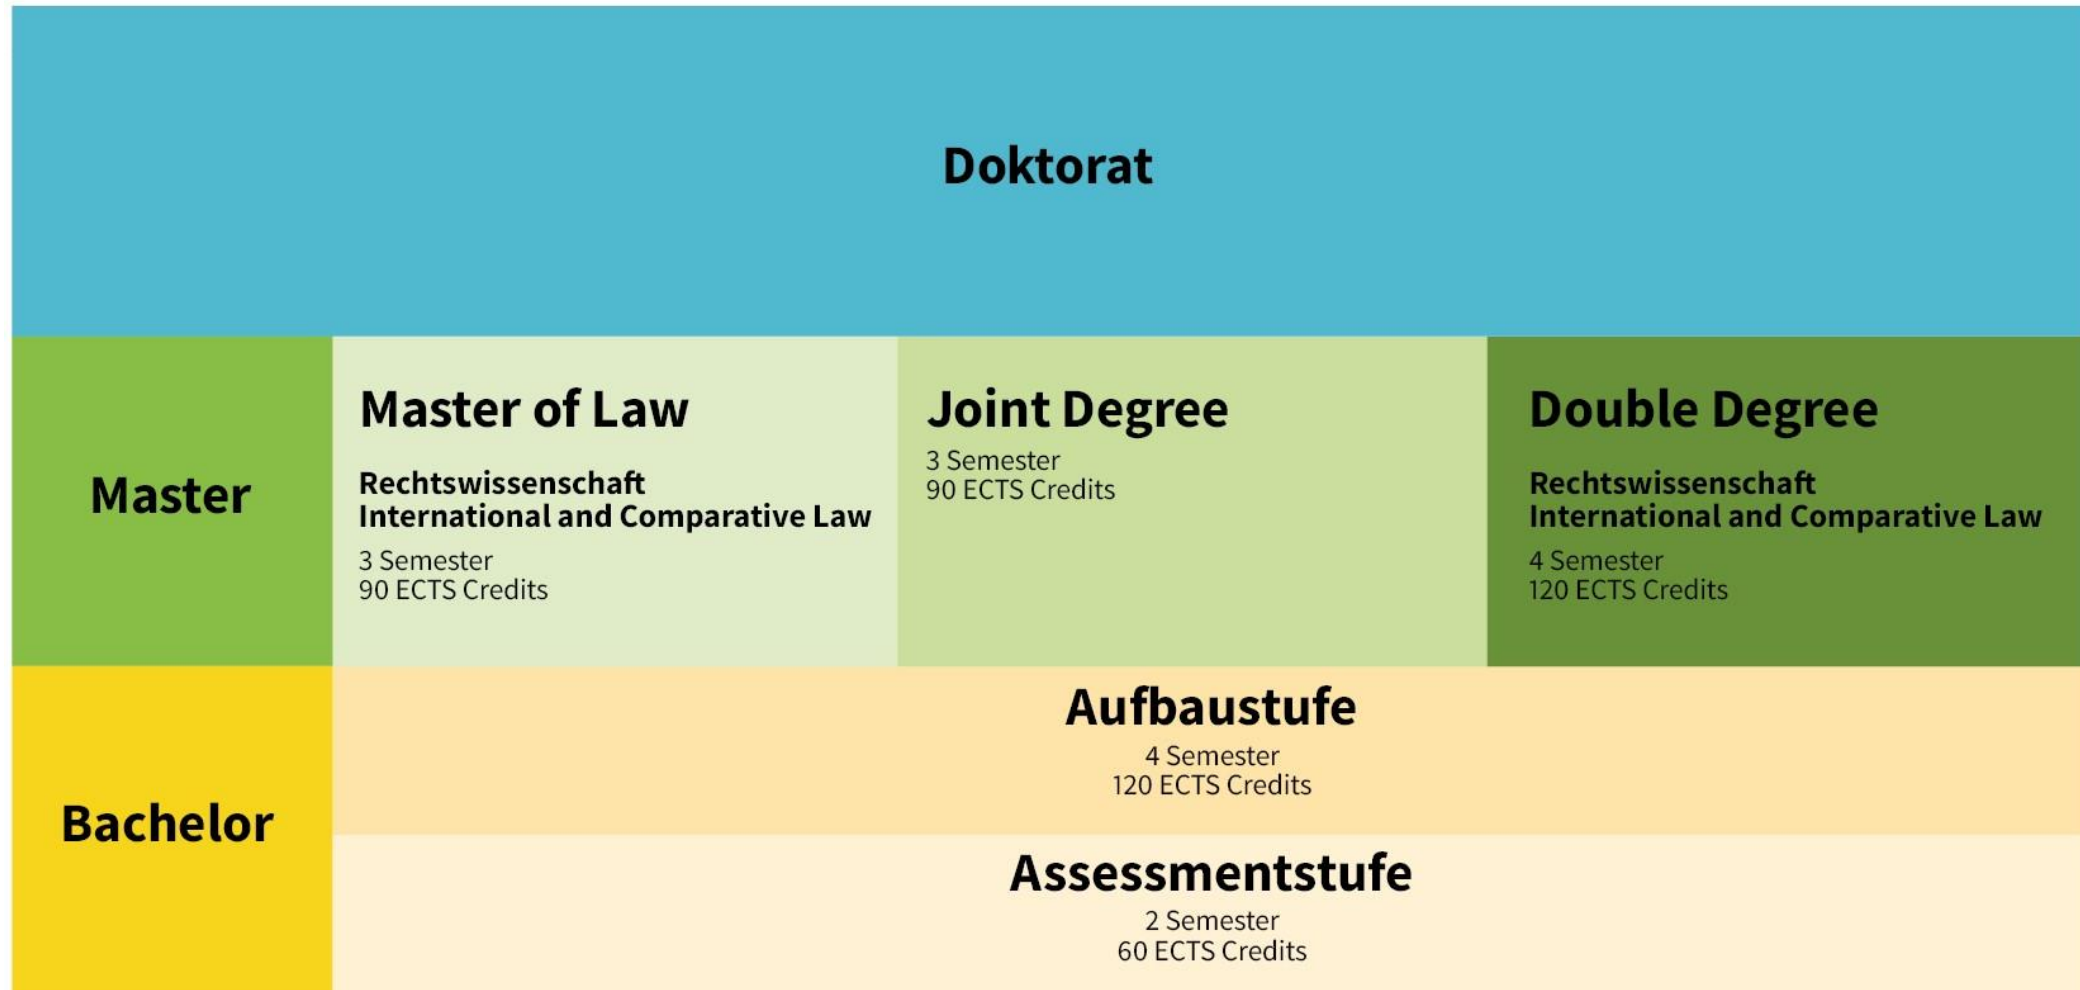 Doktorat
Master
Master of Law
Rechtswissenschaft
International and Comparative Law
3 Semester
90 ECTS Credits
Joint Degree
3 Semester
90 ECTS Credits
Double Degree
Rechtswissenschaft
International and Comparative Law
4 Semester
120 ECTS Credits
Bachelor
Aufbaustufe
4 Semester
120 ECTS Credits
Assessmentstufe
2 Semester
60 ECTS Credits